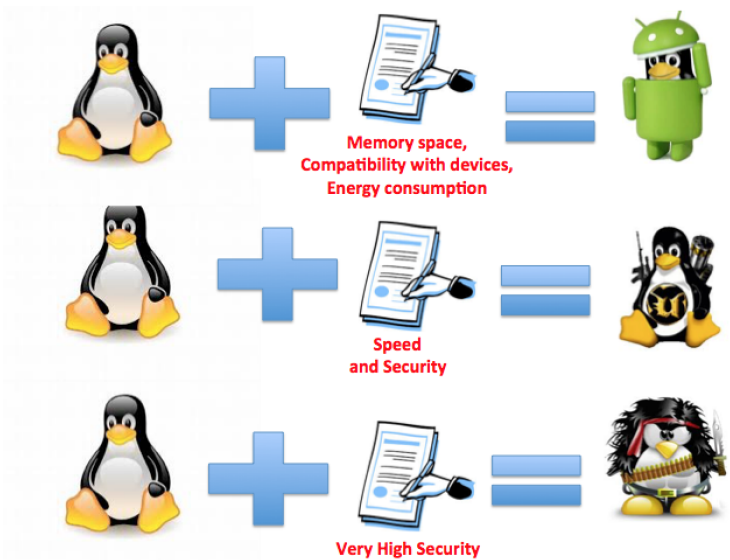 Memory space,
Compatibility with devices,
Energy consumption
Speed
and Security
Very High Security